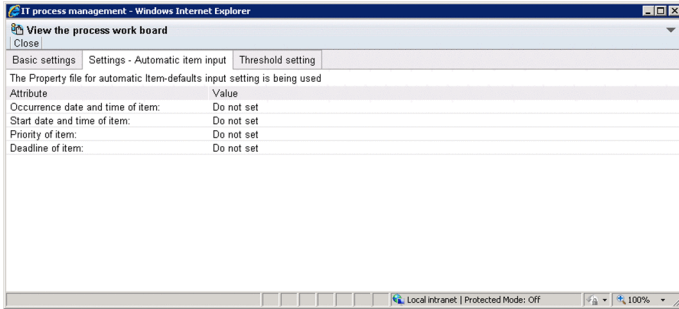 IT process management - Windows Internet Explorer
View the process work board
Close
Basic settings Settings - Automatic item input Threshold setting
The Property file for automatic Item-defaults input setting is being used
Attribute Value
Occurrence date and time of item: Do not set
Start date and time of item: Do not set
Priority of item: Do not set
Deadline of item: Do not set
Local intranet | Protected Mode: Off 100%